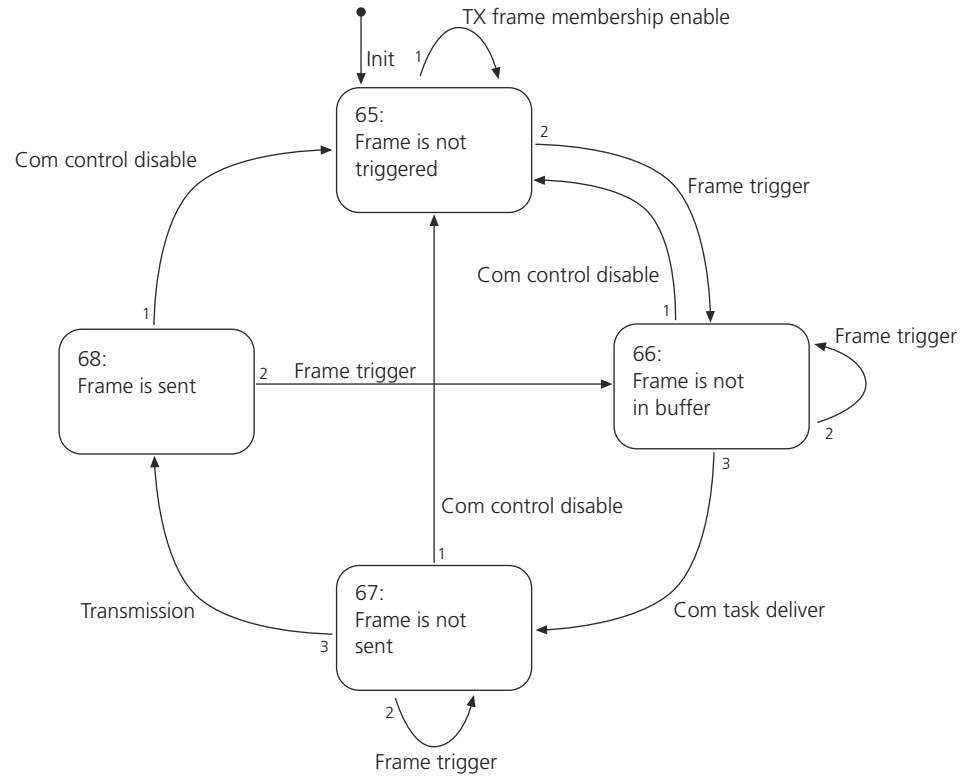 TX frame membership enable
1
Init
65:
Frame is not
triggered
2
Com control disable
Frame trigger
Com control disable
1
1
Frame trigger
68:
Frame is sent
2
Frame trigger
66:
Frame is not
in buffer
2
3
Com control disable
1
67:
Frame is not
sent
Transmission
3
Com task deliver
2
Frame trigger